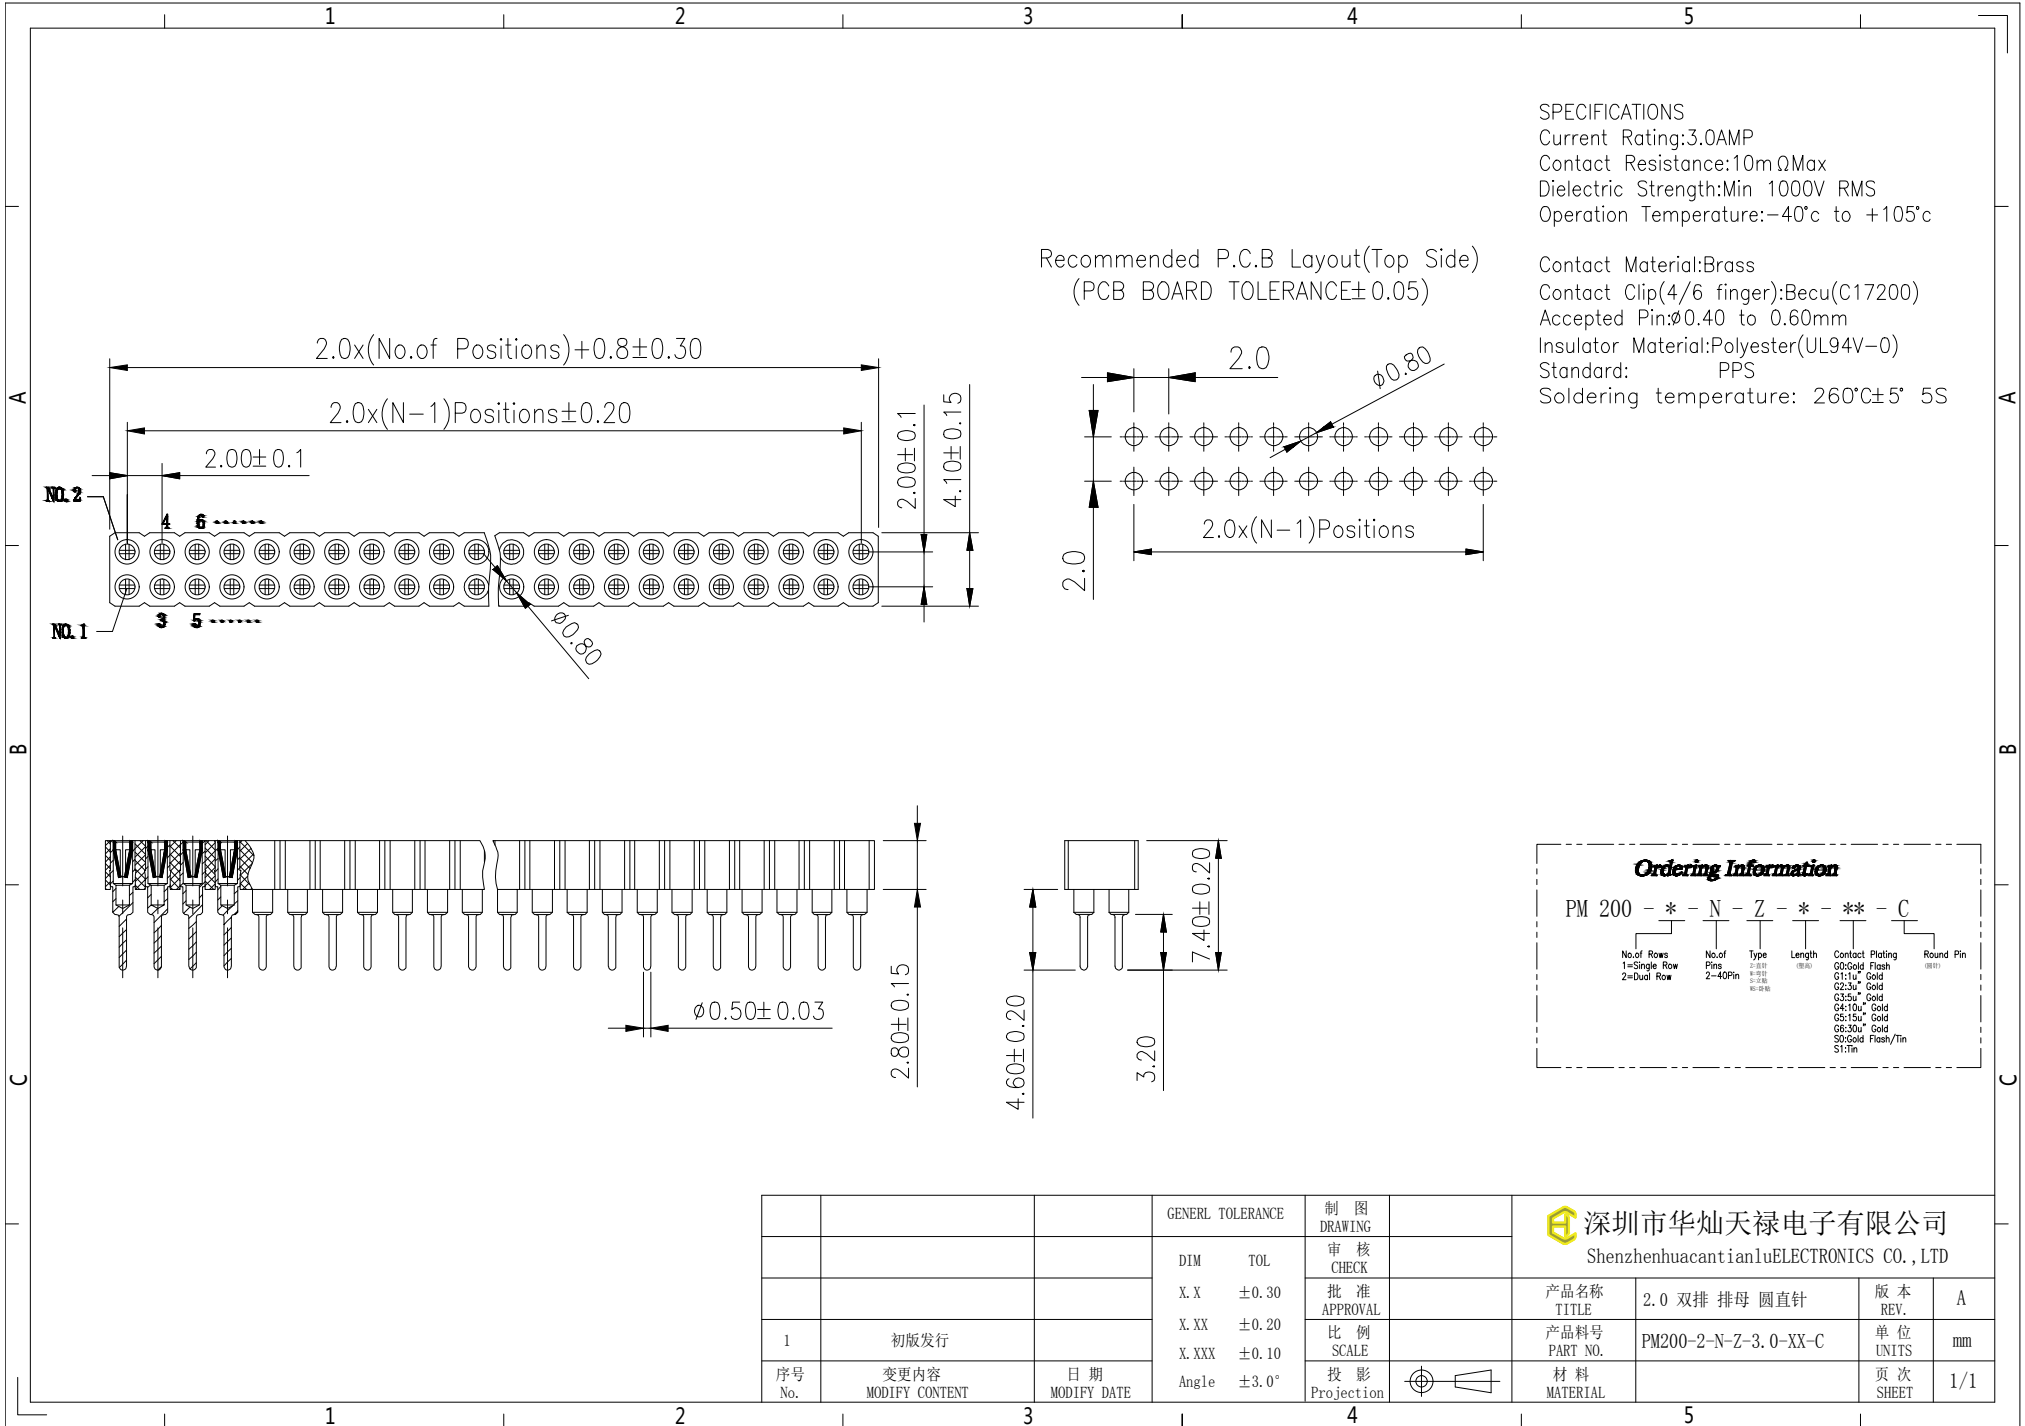 1 2 3 4 5
A
B
C
A
B
C
SPECIFICATIONS
Current Rating:3.0AMP
Contact Resistance:10mΩMax
Dielectric Strength:Min 1000V RMS
Operation Temperature:-40°c to +105°c
Contact Material:Brass
Contact Clip(4/6 finger):Becu(C17200)
Accepted Pin:ø0.40 to 0.60mm
Insulator Material:Polyester(UL94V-0)
Standard: PPS
Soldering temperature: 260°C±5° 5S
Recommended P.C.B Layout(Top Side)
(PCB BOARD TOLERANCE±0.05)
2.0
ø0.80
2.0x(N-1)Positions
2.0
2.0x(No.of Positions)+0.8±0.30
2.0x(N-1)Positions±0.20
2.00±0.1
2.00±0.1
4.10±0.15
NO.2
4 6 ------
NO.1
3 5 ------
ø0.80
ø0.50±0.03
2.80±0.15
4.60±0.20
3.20
7.40±0.20
Ordering Information
PM 200 - * - N - Z - * - ** - C
No.of Rows
1=Single Row
2=Dual Row
No.of
Pins
2-40Pin
Type
Length
Contact Plating
G0:Gold Flash
G1:1u" Gold
G2:3u" Gold
G3:5u" Gold
G4:10u" Gold
G5:15u" Gold
G6:30u" Gold
S0:Gold Flash/Tin
S1:Tin
Round Pin
GENERL TOLERANCE
DIM TOL
X.X ±0.30
X.XX ±0.20
X.XXX ±0.10
Angle ±3.0°
制 图
DRAWING
审 核
CHECK
批 准
APPROVAL
比 例
SCALE
投 影
Projection
1 初版发行
序号
No.
变更内容
MODIFY CONTENT
日 期
MODIFY DATE
深圳市华灿天禄电子有限公司
ShenzhenhuacantianluELECTRONICS CO.,LTD
产品名称
TITLE
2.0 双排 排母 圆直针
版 本
REV.
A
产品料号
PART NO.
PM200-2-N-Z-3.0-XX-C
单 位
UNITS
mm
材 料
MATERIAL
页 次
SHEET
1/1
1 2 3 4 5